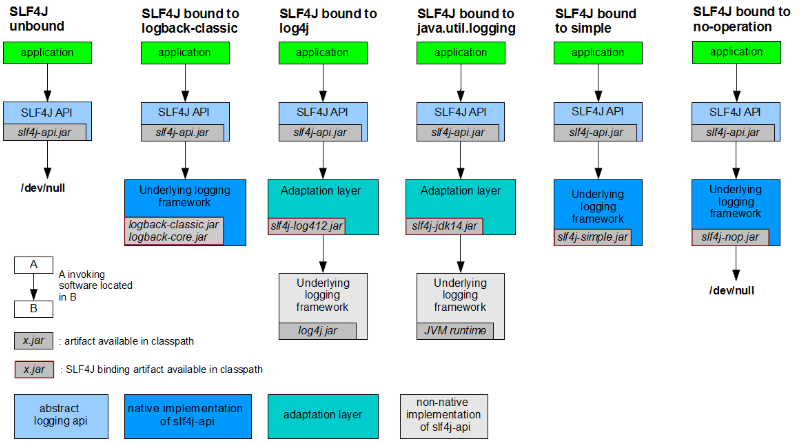 SLF4J
unbound
SLF4J bound to
logback-classic
SLF4J bound to
log4j
SLF4J bound to
java.util.logging
SLF4J bound
to simple
SLF4J bound to
no-operation
application
application
application
application
application
application
SLF4J API
slf4j-api.jar
SLF4J API
slf4j-api.jar
SLF4J API
slf4j-api.jar
SLF4J API
slf4j-api.jar
SLF4J API
slf4j-api.jar
SLF4J API
slf4j-api.jar
/dev/null
Underlying logging
framework
logback-classic.jar
logback-core.jar
Adaptation layer
slf4j-log412.jar
Adaptation layer
slf4j-jdk14.jar
Underlying
logging
framework
slf4j-simple.jar
Underlying
logging
framework
slf4j-nop.jar
Underlying
logging
framework
log4j.jar
Underlying
logging
framework
JVM runtime
/dev/null
A
B
A invoking
software located
in B
x.jar
: artifact available in classpath
x.jar
: SLF4J binding artifact available in classpath
abstract
logging api
native implementation
of slf4j-api
adaptation layer
non-native
implementation
of slf4j-api